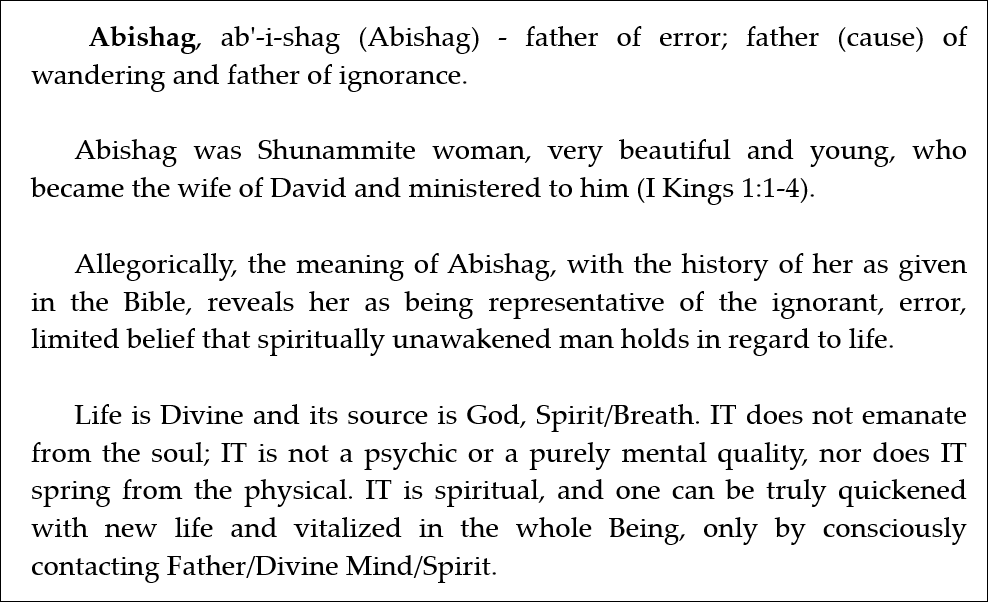 Abishag, ab'-i-shag (Abishag) - father of error; father (cause) of
wandering and father of ignorance.
Abishag was Shunammite woman, very beautiful and young, who
became the wife of David and ministered to him (I Kings 1:1-4).
Allegorically, the meaning of Abishag, with the history of her as given
in the Bible, reveals her as being representative of the ignorant, error,
limited belief that spiritually unawakened man holds in regard to life.
Life is Divine and its source is God, Spirit/Breath. IT does not emanate
from the soul; IT is not a psychic or a purely mental quality, nor does IT
spring from the physical. IT is spiritual, and one can be truly quickened
with new life and vitalized in the whole Being, only by consciously
contacting Father/Divine Mind/Spirit.